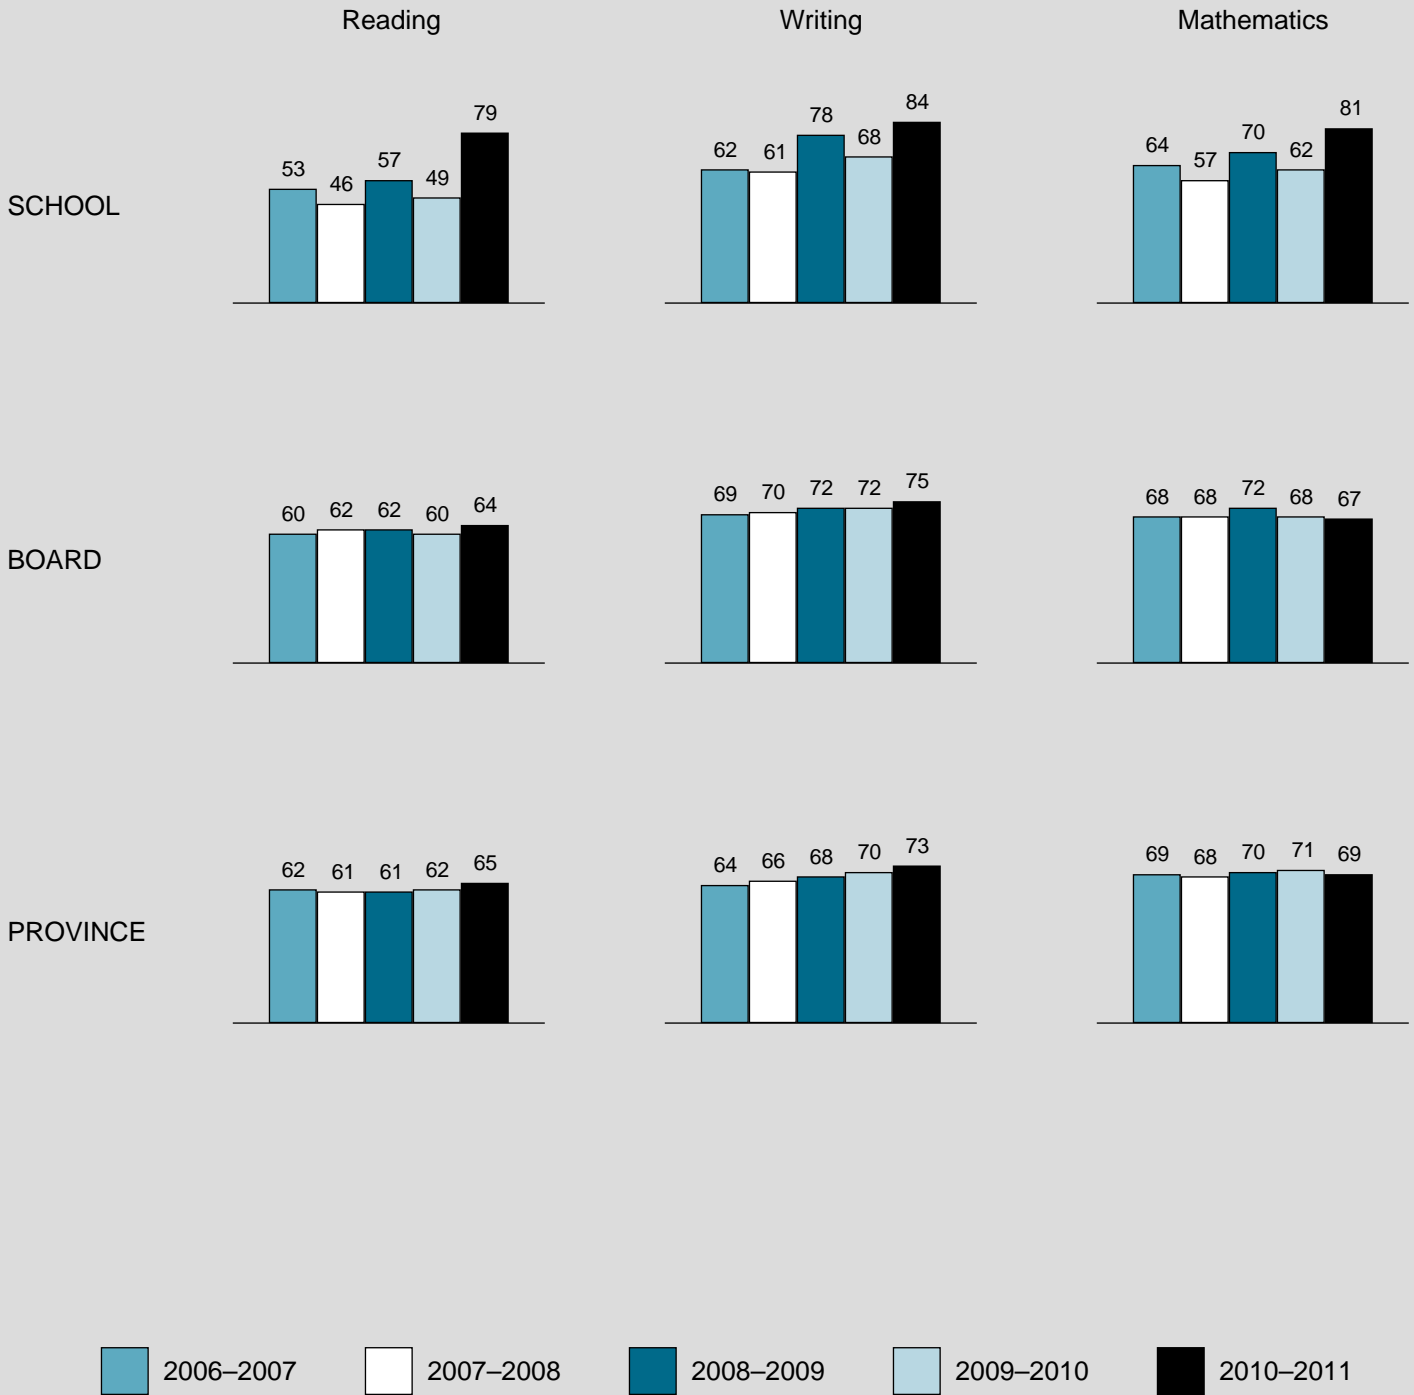 Reading Writing Mathematics
SCHOOL
53 46 57 49 79
62 61 78 68 84
64 57 70 62 81
BOARD
60 62 62 60 64
69 70 72 72 75
68 68 72 68 67
PROVINCE
62 61 61 62 65
64 66 68 70 73
69 68 70 71 69
2006–2007 2007–2008 2008–2009 2009–2010 2010–2011